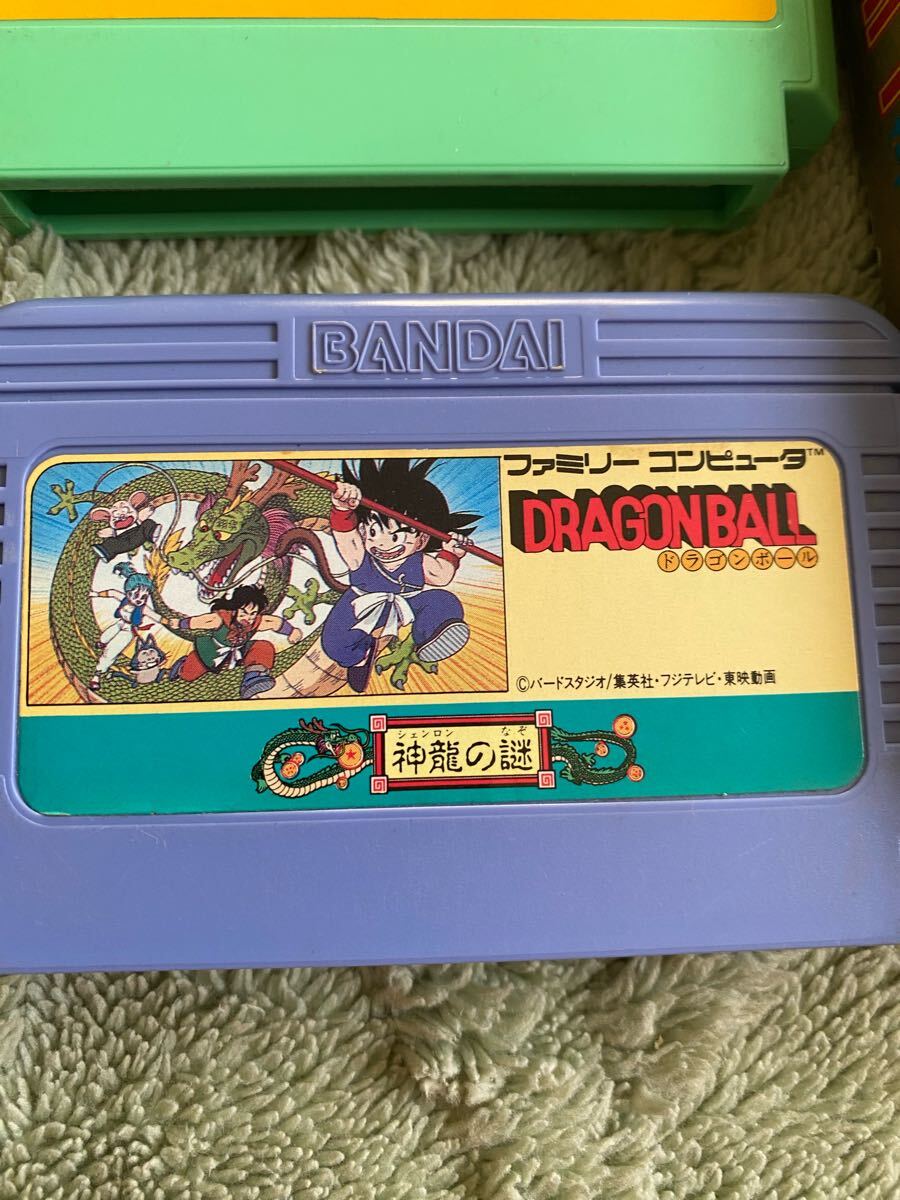 BANDAI
ファミリー コンピュータ™
DRAGON BALL
ドラゴンボール
©バードスタジオ/集英社・フジテレビ・東映動画
シェンロン なぞ
神龍の謎